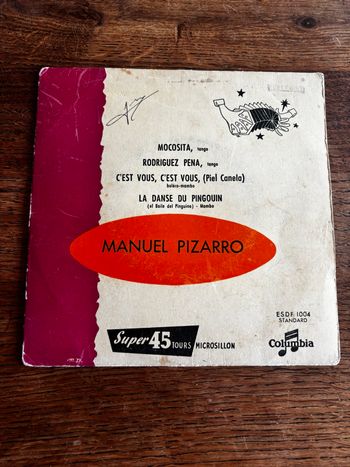 MOCOSITA, tango
RODRIGUEZ PENA, tango
C'EST VOUS, C'EST VOUS, (Piel Canela)
boléro-mambo
LA DANSE DU PINGOUIN
(el Baile del Pinguino) - Mambo
MANUEL PIZARRO
Super 45 TOURS MICROSILLON
ESDF 1004
STANDARD
Columbia